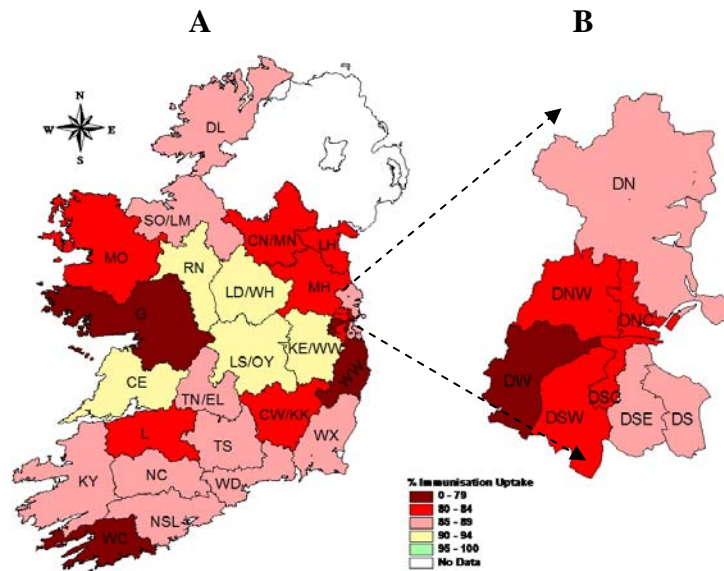 A
B
N
W E
S
DL
DN
SO/LM
MO
CN/MN
LH
RN
MH
LD/WH
DNW
G
DNC
KE/WW
LS/OY
DW
WW
CE
DSC
TN/EL
DSW
DSE
DS
CW/KK
L
TS
WX
KY
NC
WD
NSL
WC
% Immunisation Uptake
0 - 79
80 - 84
85 - 89
90 - 94
95 - 100
No Data